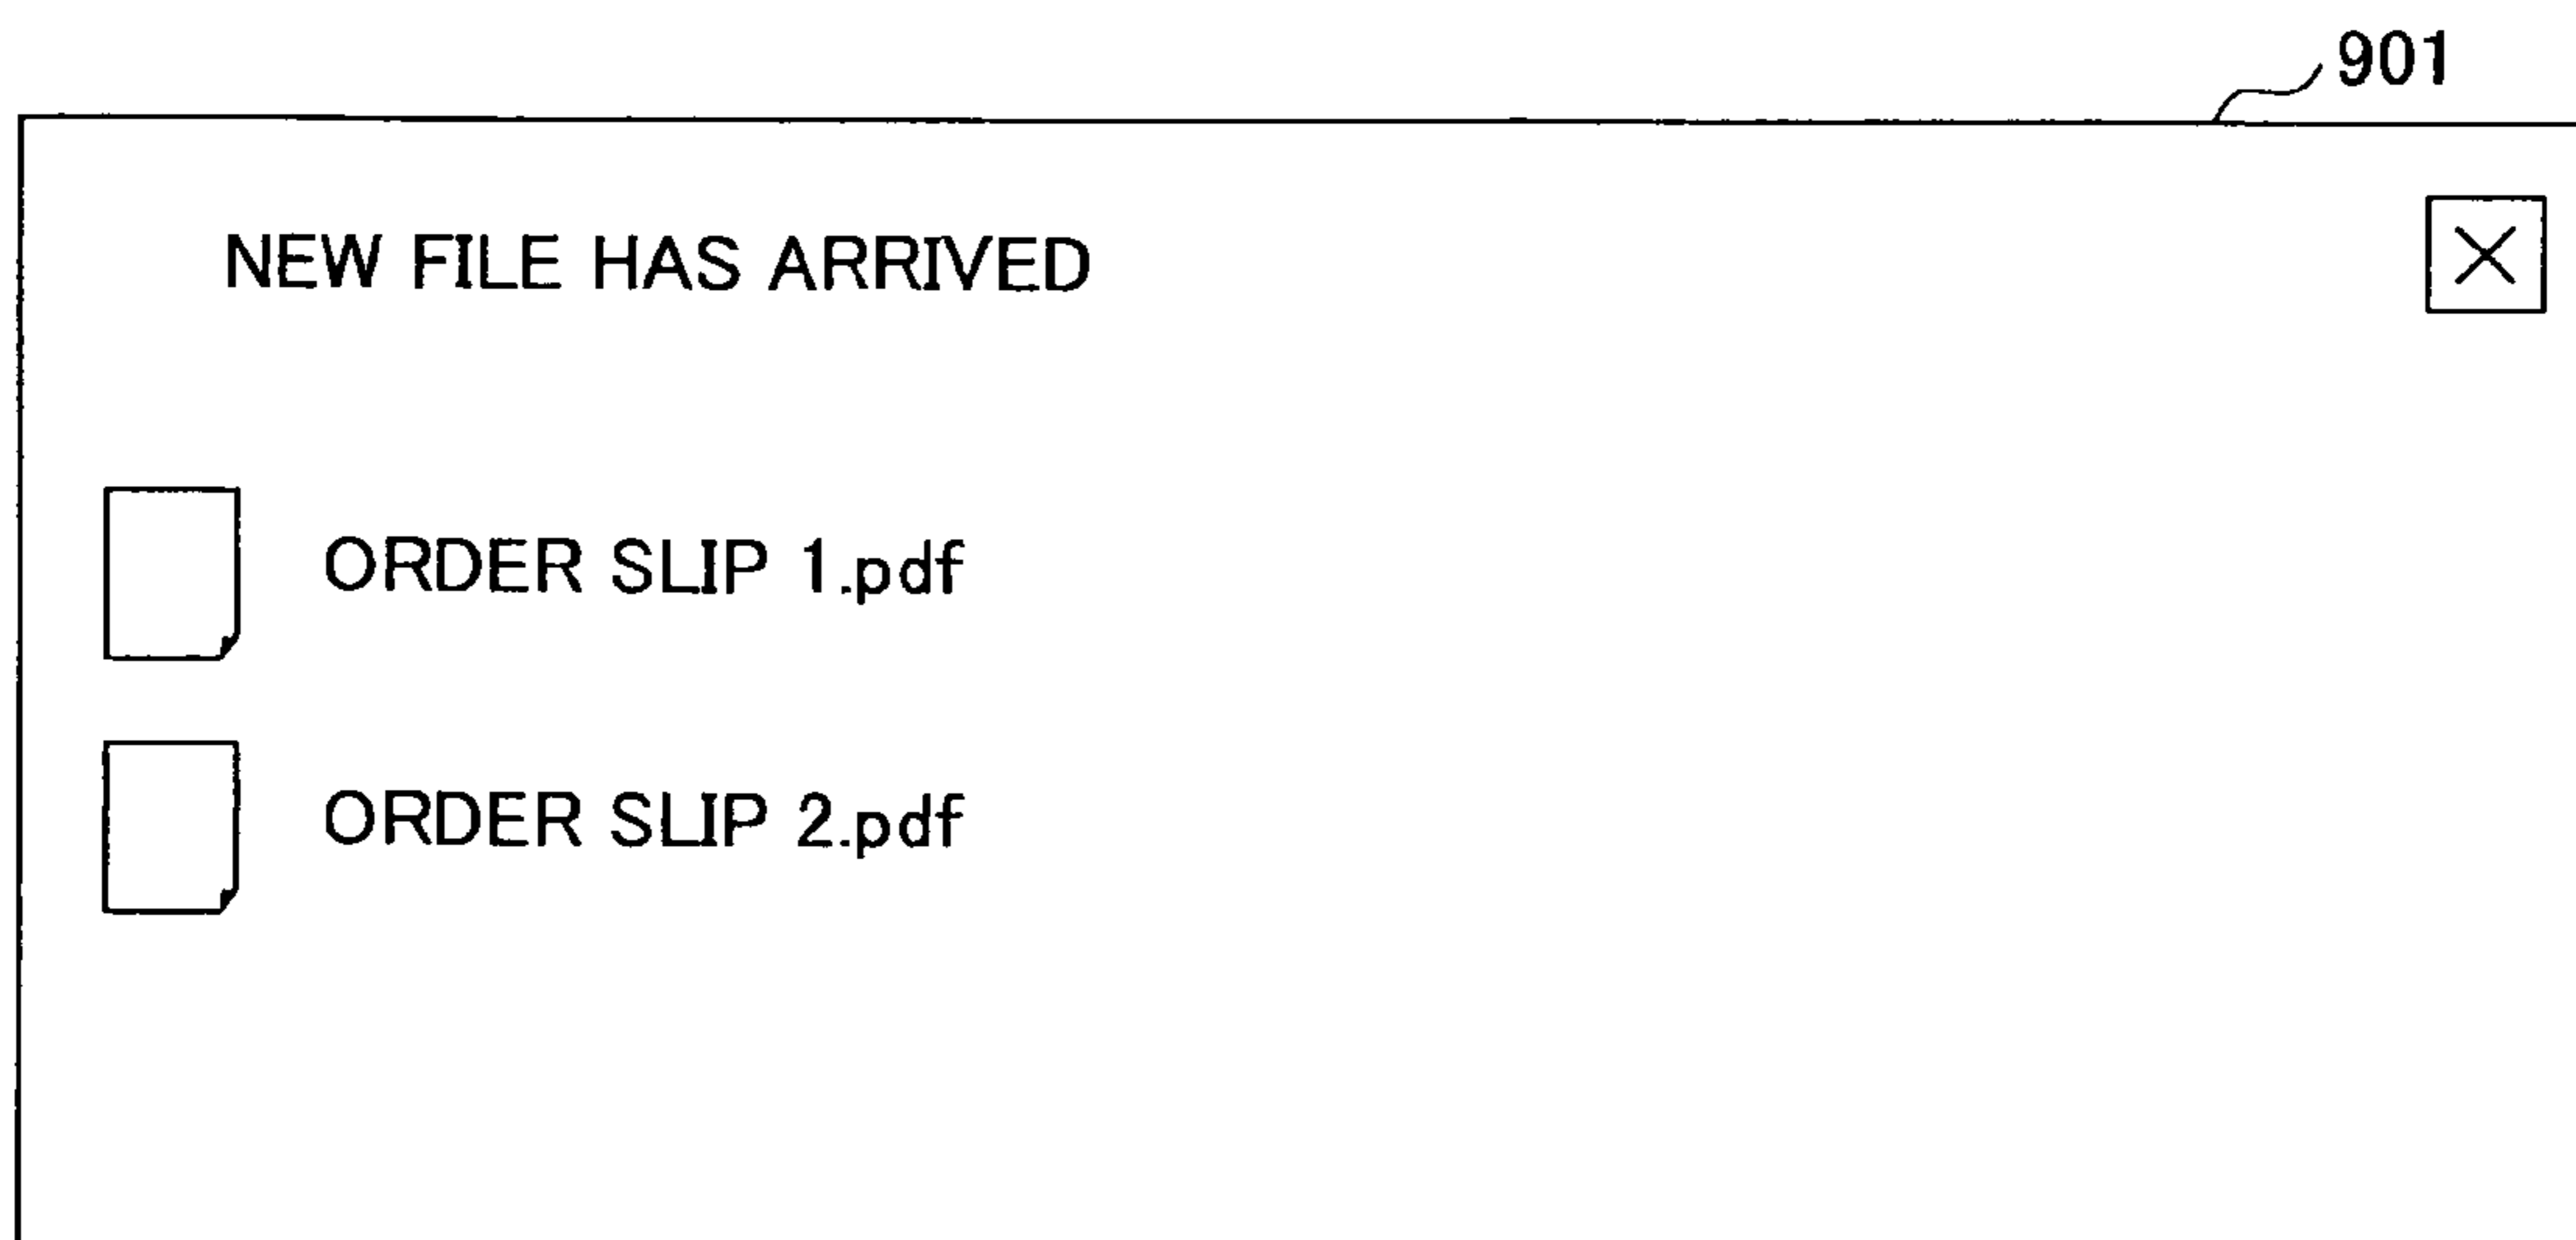 901
NEW FILE HAS ARRIVED
ORDER SLIP 1.pdf
ORDER SLIP 2.pdf